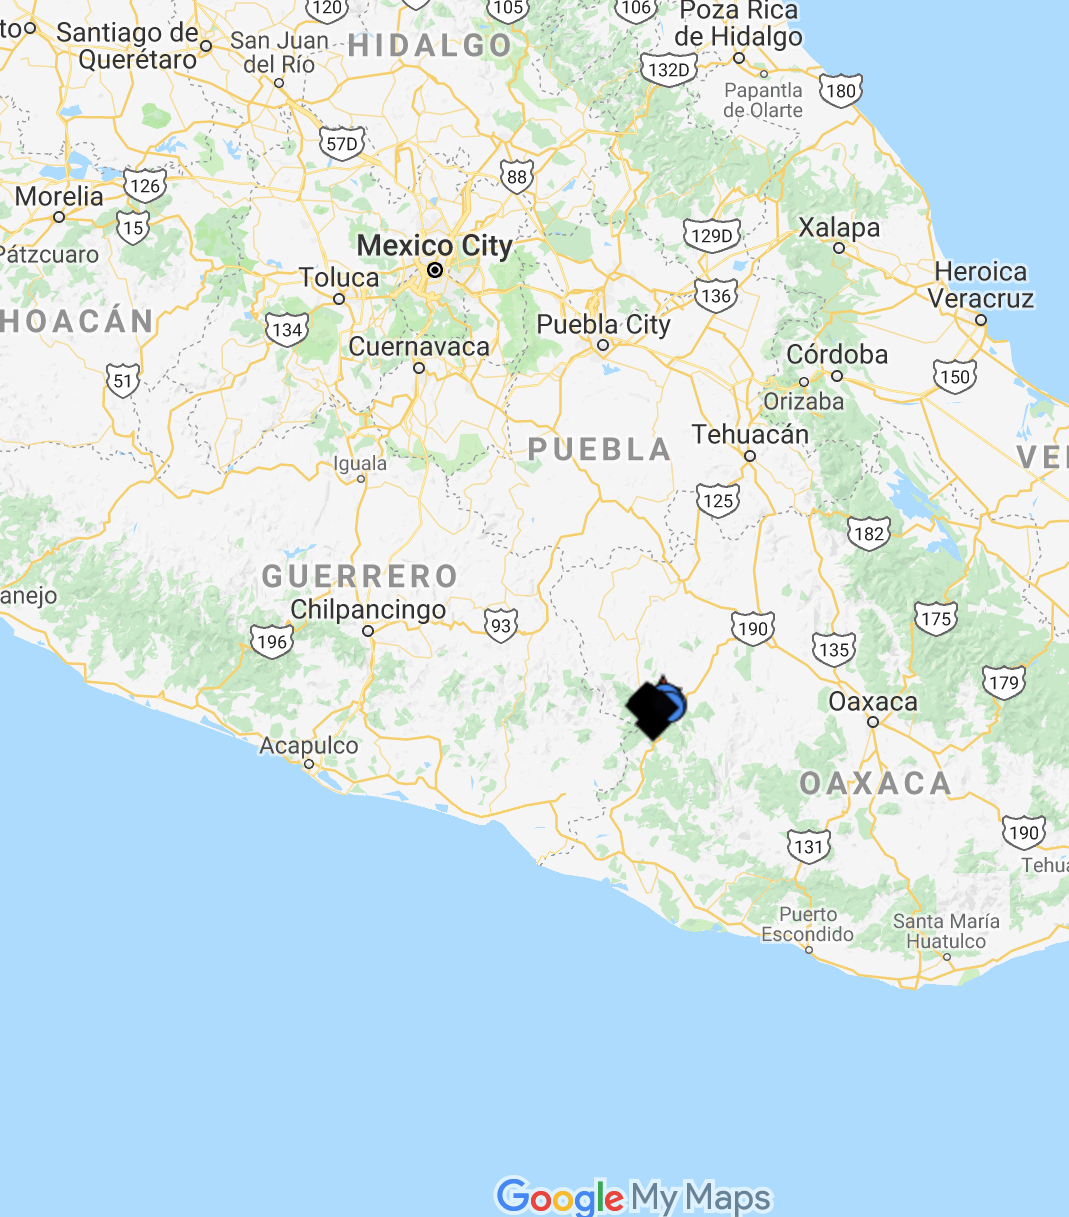 120
105
106
Poza Rica
de Hidalgo
to
Santiago de
Querétaro
San Juan
del Río
HIDALGO
132D
Papantla
de Olarte
180
57D
88
126
Morelia
15
129D
Xalapa
Pátzcuaro
Mexico City
Toluca
136
Heroica
Veracruz
HOACÁN
134
Puebla City
Cuernavaca
Córdoba
51
150
Orizaba
Tehuacán
PUEBLA
VE
Iguala
125
182
GUERRERO
anejo
Chilpancingo
93
196
190
175
135
179
Oaxaca
Acapulco
OAXACA
190
131
Tehua
Puerto
Escondido
Santa María
Huatulco
Google My Maps